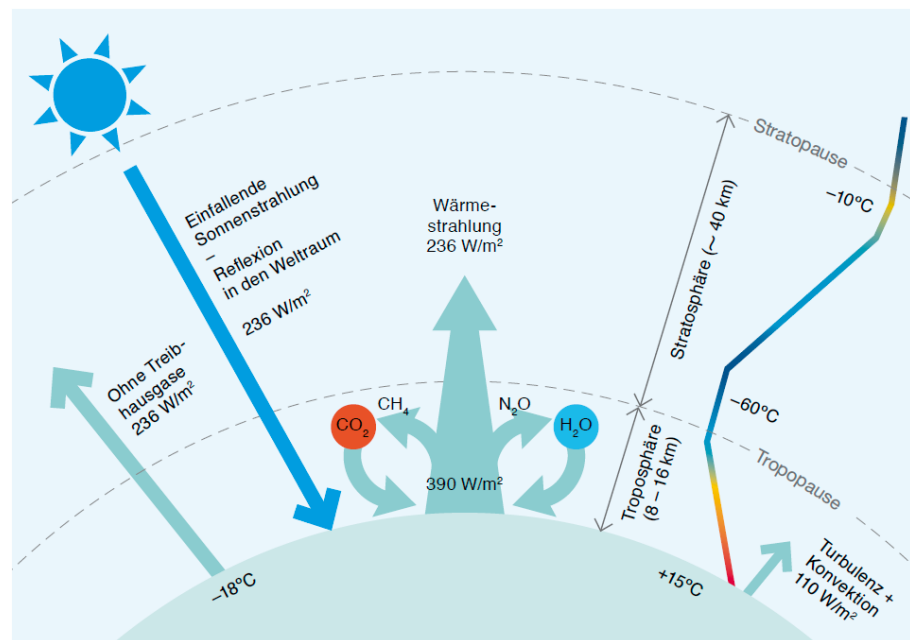 Einfallende
Sonnenstrahlung
–
Reflexion
in den Weltraum
236 W/m²
Ohne Treib-
hausgase
236 W/m²
–18°C
Wärme-
strahlung
236 W/m²
CO₂
CH₄
N₂O
H₂O
390 W/m²
Stratosphäre (~ 40 km)
Troposphäre
(8 – 16 km)
Stratopause
–10°C
–60°C
Tropopause
+15°C
Turbulenz +
Konvektion
110 W/m²